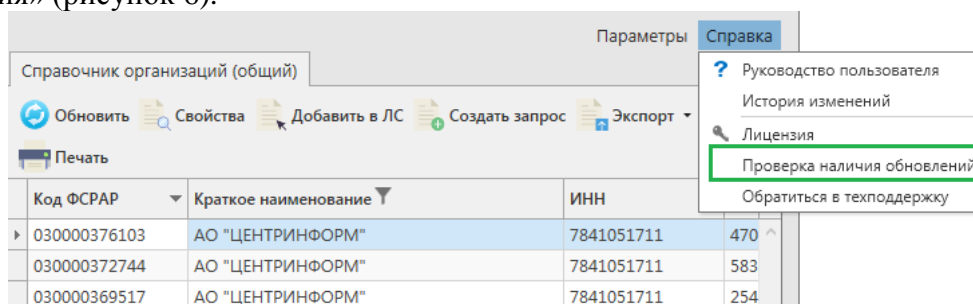 ия» (рисунок 6).
Параметры Справка
Справочник организаций (общий)
? Руководство пользователя
История изменений
Лицензия
Проверка наличия обновлений
Обратиться в техподдержку
Обновить Свойства Добавить в ЛС Создать запрос Экспорт
Печать
Код ФСРАР Краткое наименование ИНН
030000376103 АО "ЦЕНТРИНФОРМ" 7841051711 470
030000372744 АО "ЦЕНТРИНФОРМ" 7841051711 583
030000369517 АО "ЦЕНТРИНФОРМ" 7841051711 254